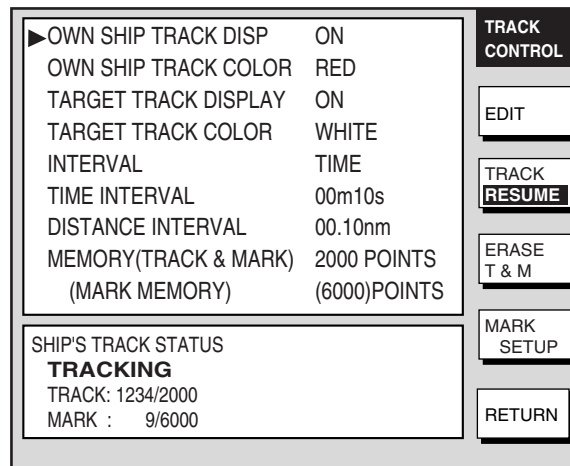 ▶OWN SHIP TRACK DISP ON
OWN SHIP TRACK COLOR RED
TARGET TRACK DISPLAY ON
TARGET TRACK COLOR WHITE
INTERVAL TIME
TIME INTERVAL 00m10s
DISTANCE INTERVAL 00.10nm
MEMORY(TRACK & MARK) 2000 POINTS
(MARK MEMORY) (6000)POINTS
SHIP'S TRACK STATUS
TRACKING
TRACK: 1234/2000
MARK : 9/6000
TRACK
CONTROL
EDIT
TRACK
RESUME
ERASE
T & M
MARK
SETUP
RETURN